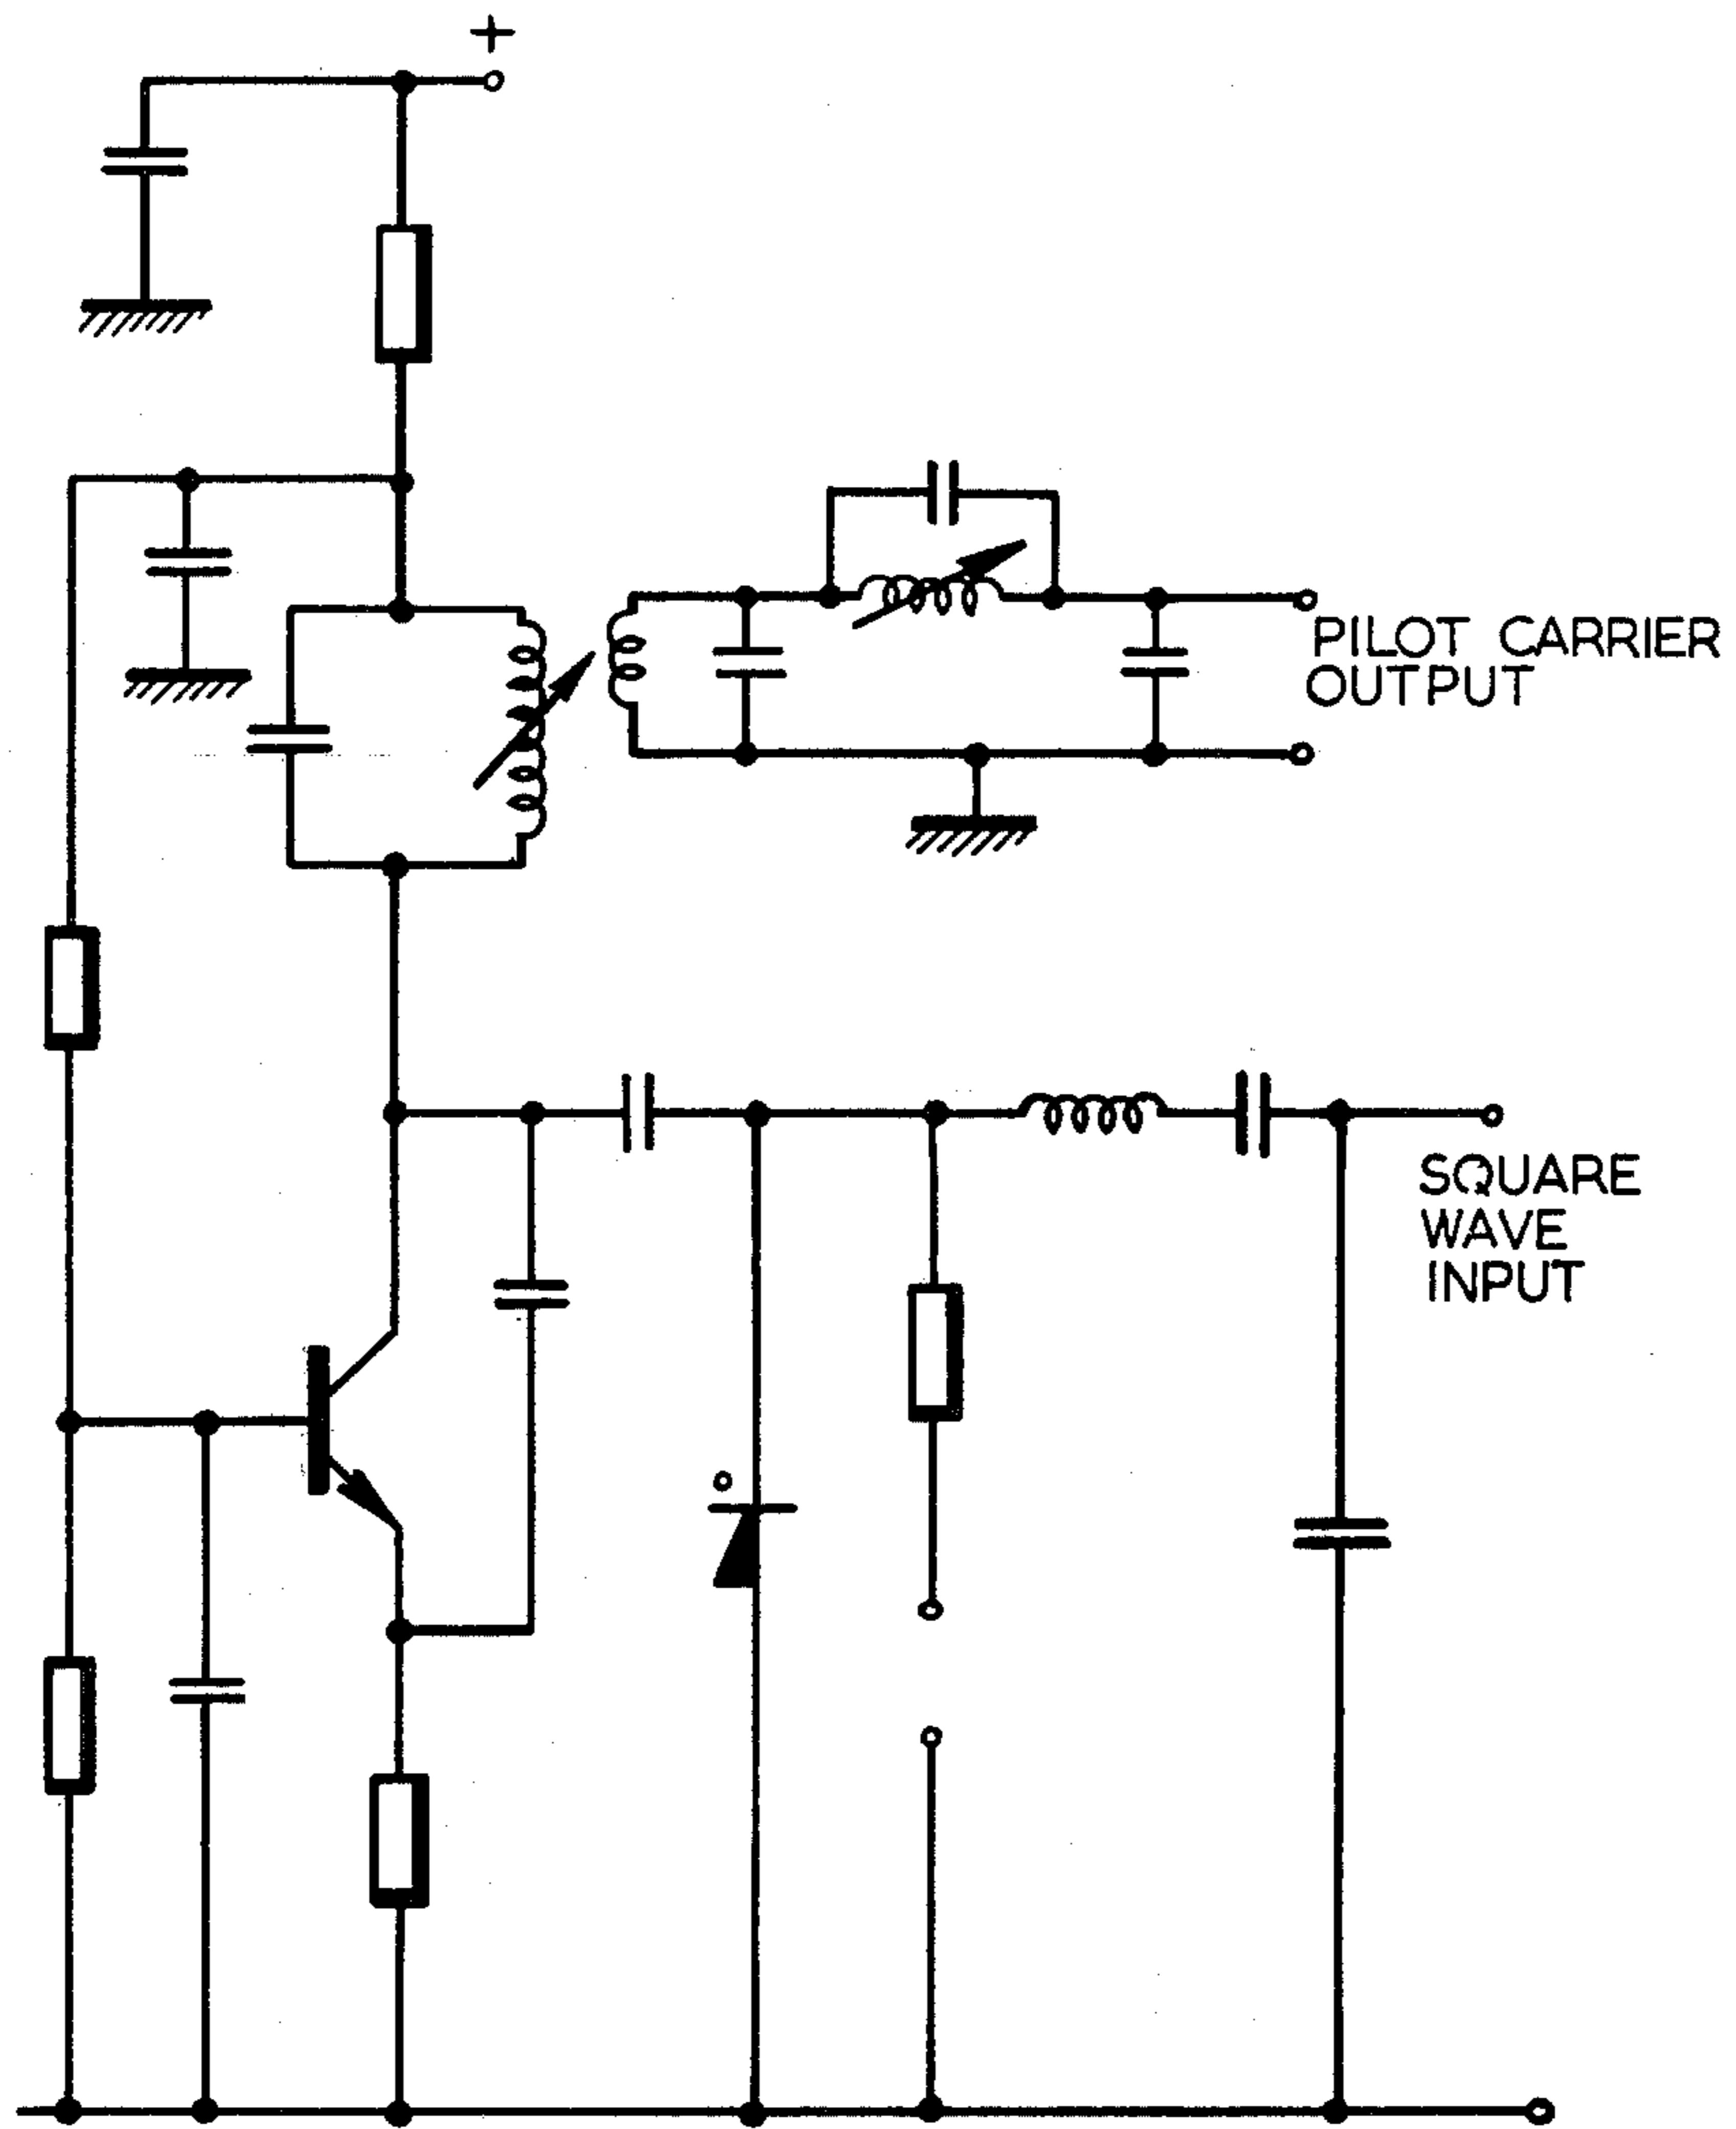 +
PILOT CARRIER
OUTPUT
SQUARE
WAVE
INPUT